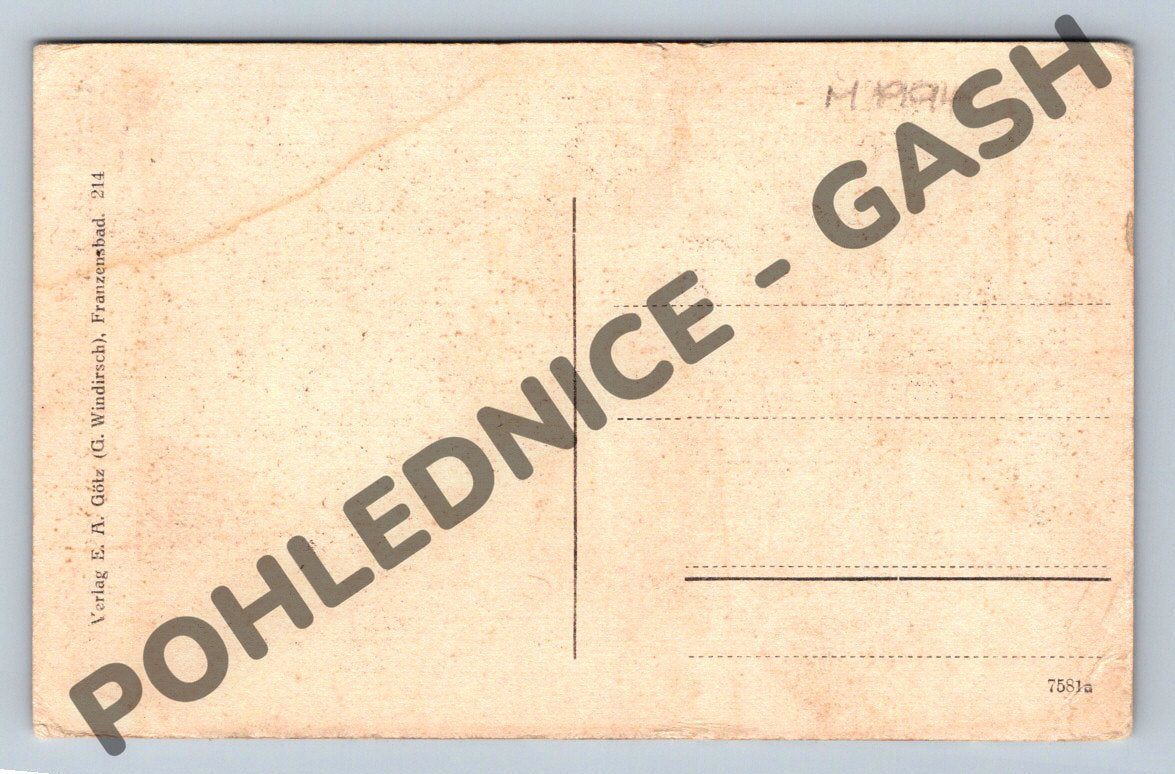 Verlag E. A. Götz (G. Windirsch), Franzensbad. 214
POHLEDNICE - GASH
7581a